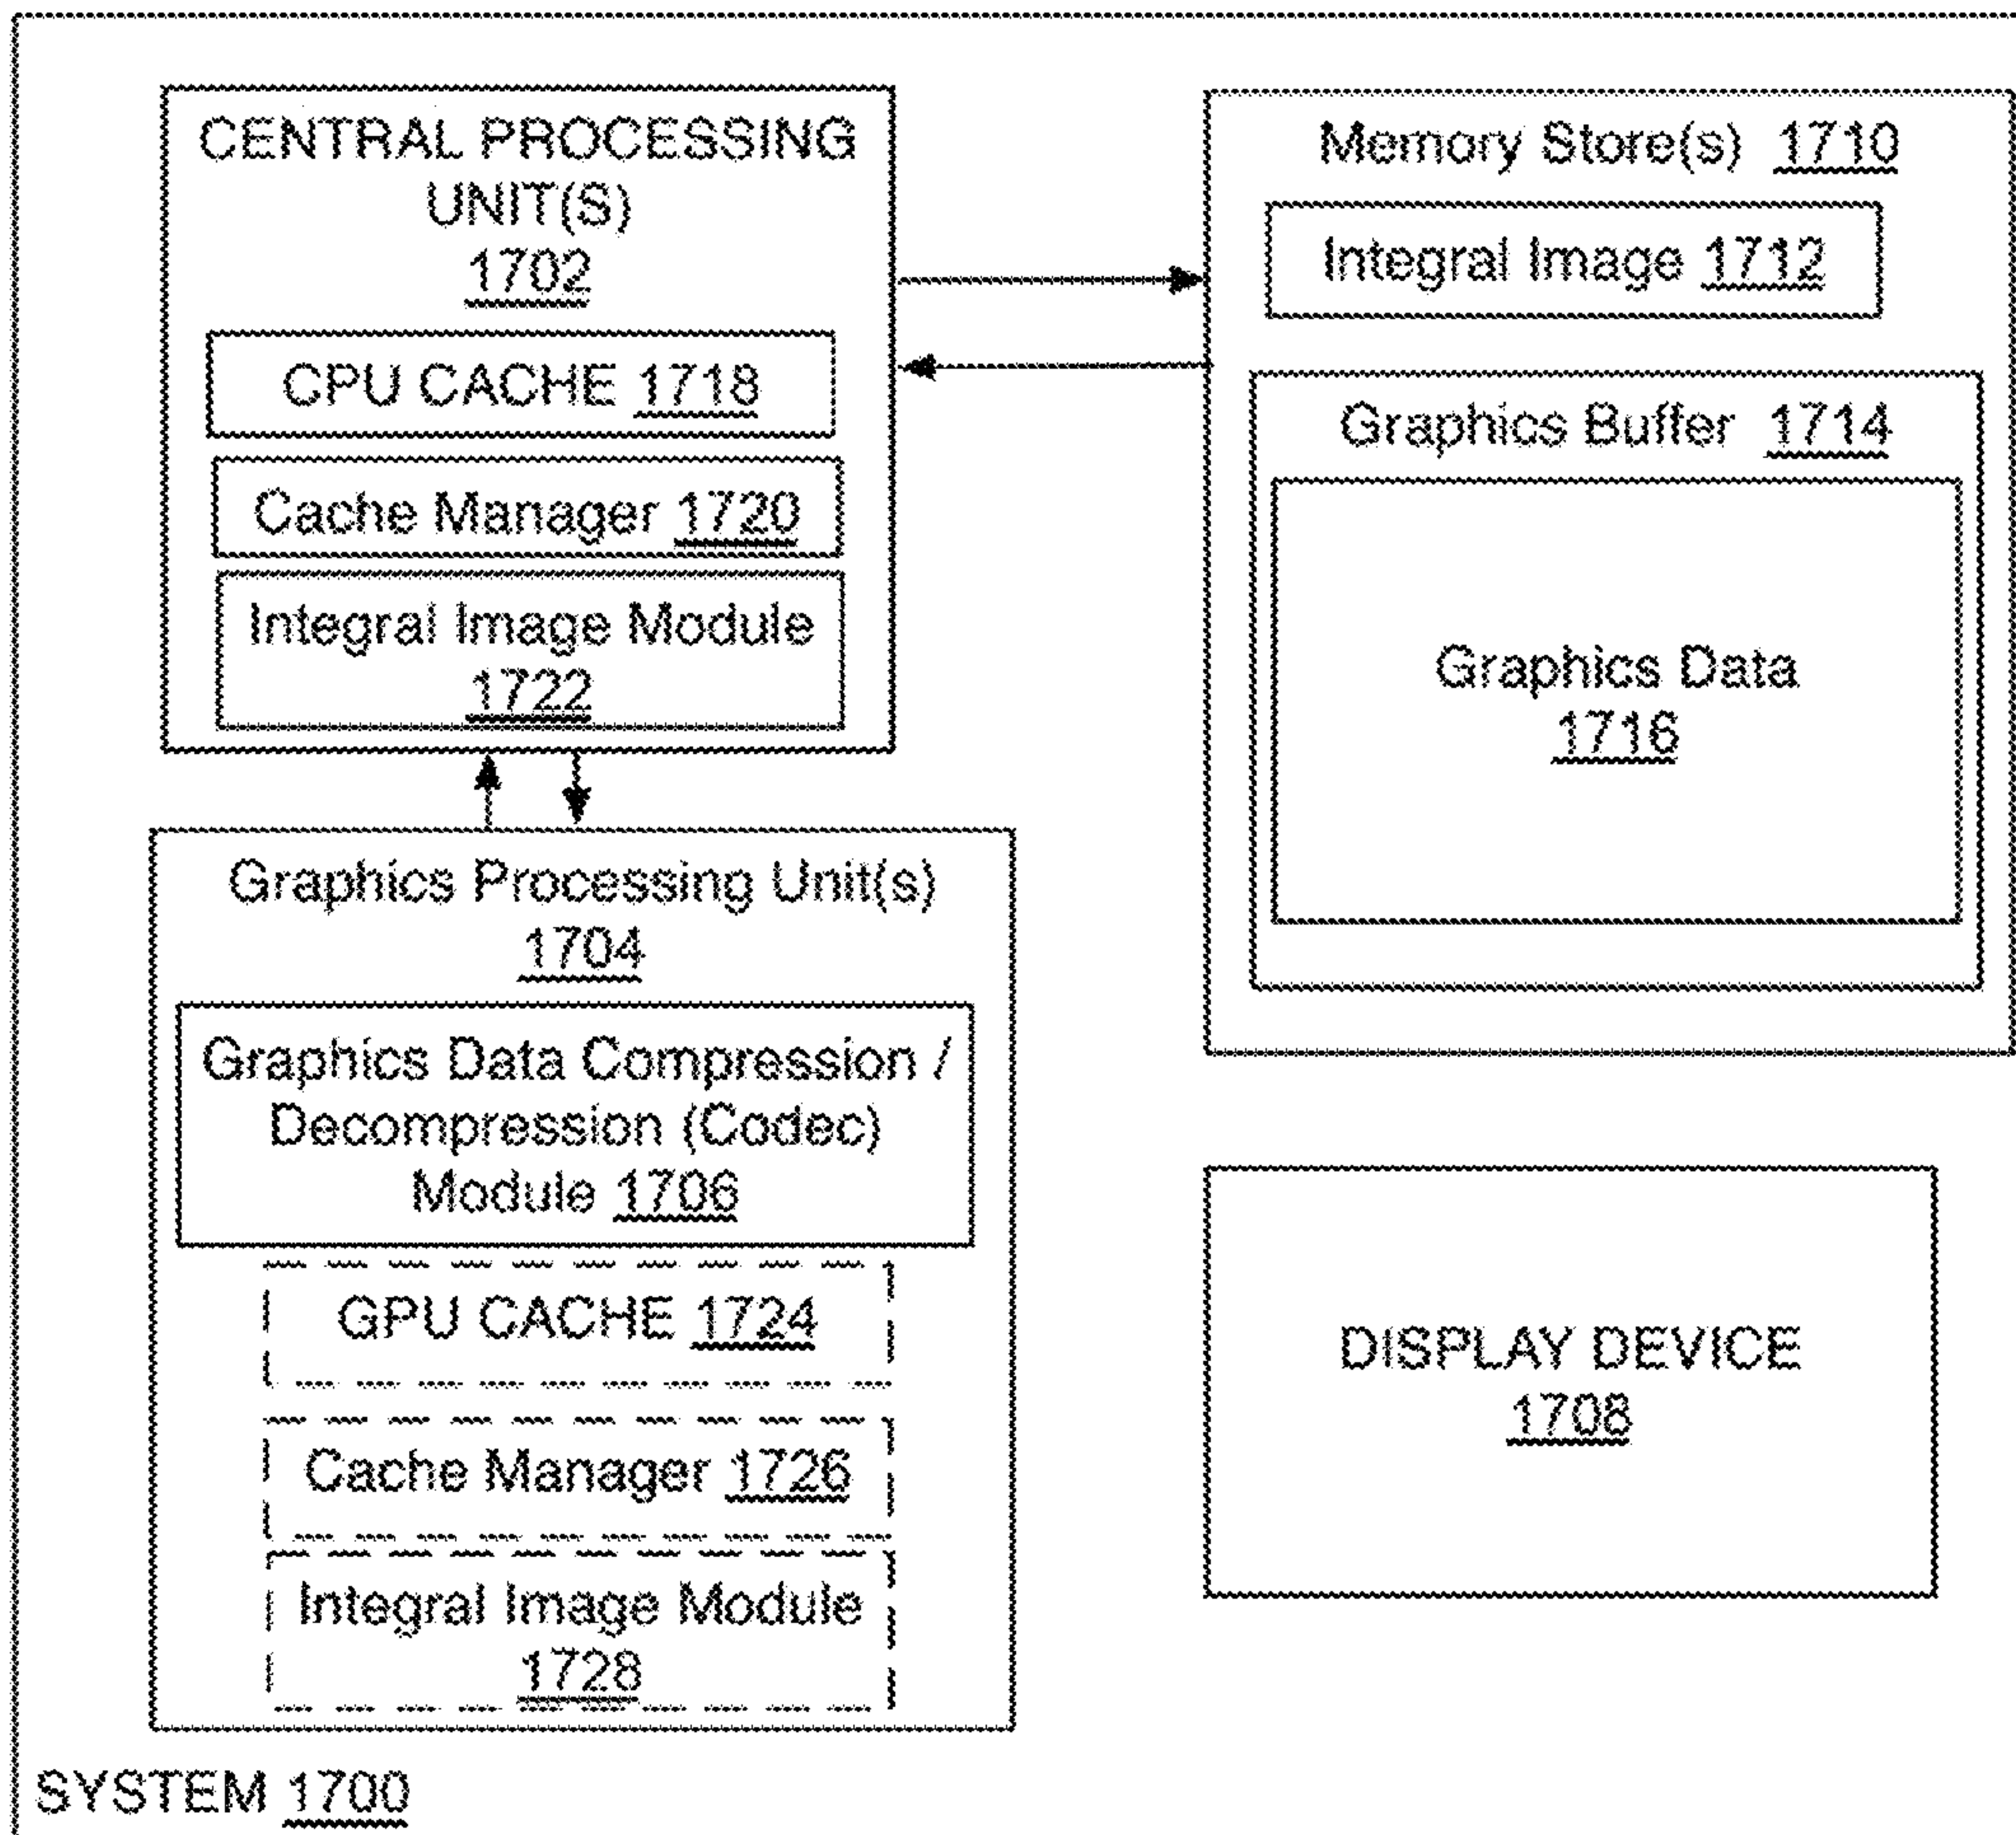 CENTRAL PROCESSING
UNIT(S)
1702
CPU CACHE 1718
Cache Manager 1720
Integral Image Module
1722
Memory Store(s) 1710
Integral Image 1712
Graphics Buffer 1714
Graphics Data
1716
Graphics Processing Unit(s)
1704
Graphics Data Compression /
Decompression (Codec)
Module 1706
GPU CACHE 1724
Cache Manager 1726
Integral Image Module
1728
DISPLAY DEVICE
1708
SYSTEM 1700